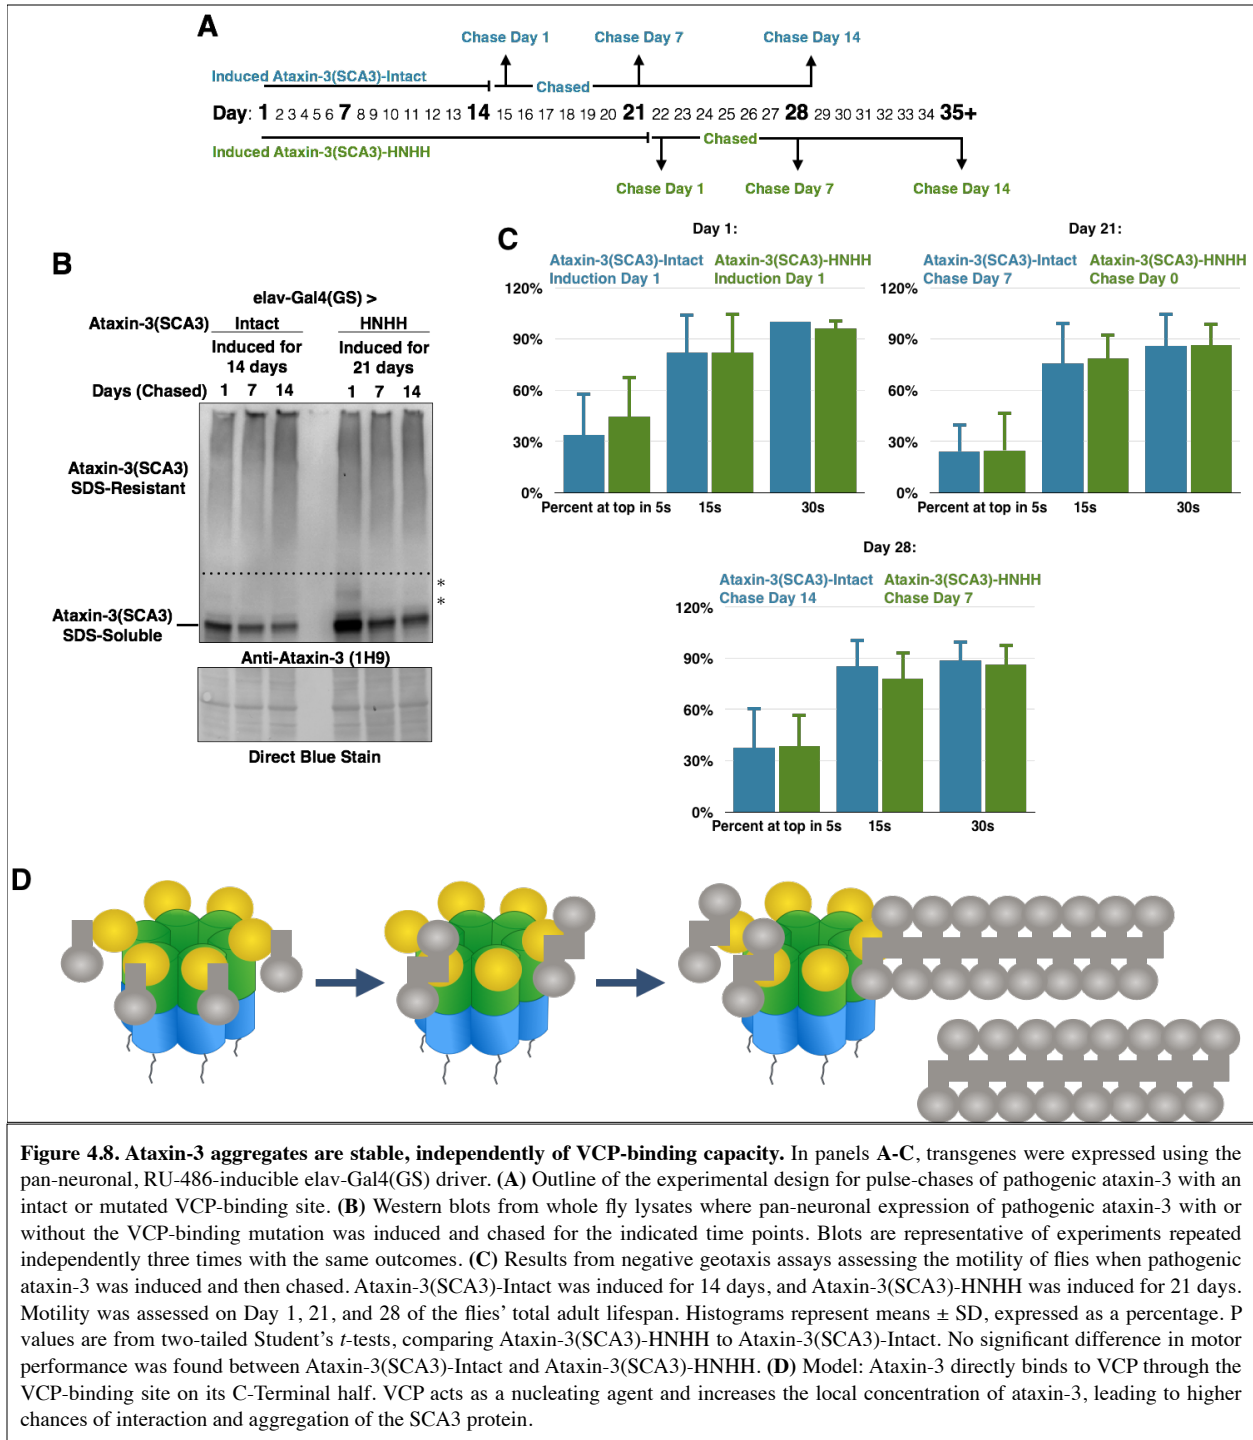 A
Chase Day 1
Chase Day 7
Chase Day 14
Induced Ataxin-3(SCA3)-Intact
Chased
Day: 1 2 3 4 5 6 7 8 9 10 11 12 13 14 15 16 17 18 19 20 21 22 23 24 25 26 27 28 29 30 31 32 33 34 35+
Induced Ataxin-3(SCA3)-HNHH
Chased
Chase Day 1
Chase Day 7
Chase Day 14
B
elav-Gal4(GS) >
Ataxin-3(SCA3) Intact HNHH
Induced for
14 days
Induced for
21 days
Days (Chased) 1 7 14 1 7 14
Ataxin-3(SCA3)
SDS-Resistant
*
*
Ataxin-3(SCA3)
SDS-Soluble
Anti-Ataxin-3 (1H9)
Direct Blue Stain
C
Day 1:
Ataxin-3(SCA3)-Intact
Induction Day 1
Ataxin-3(SCA3)-HNHH
Induction Day 1
120%
90%
60%
30%
0%
Percent at top in 5s 15s 30s
Day 21:
Ataxin-3(SCA3)-Intact
Chase Day 7
Ataxin-3(SCA3)-HNHH
Chase Day 0
120%
90%
60%
30%
0%
Percent at top in 5s 15s 30s
Day 28:
Ataxin-3(SCA3)-Intact
Chase Day 14
Ataxin-3(SCA3)-HNHH
Chase Day 7
120%
90%
60%
30%
0%
Percent at top in 5s 15s 30s
D
Figure 4.8. Ataxin-3 aggregates are stable, independently of VCP-binding capacity. In panels A-C, transgenes were expressed using the
pan-neuronal, RU-486-inducible elav-Gal4(GS) driver. (A) Outline of the experimental design for pulse-chases of pathogenic ataxin-3 with an
intact or mutated VCP-binding site. (B) Western blots from whole fly lysates where pan-neuronal expression of pathogenic ataxin-3 with or
without the VCP-binding mutation was induced and chased for the indicated time points. Blots are representative of experiments repeated
independently three times with the same outcomes. (C) Results from negative geotaxis assays assessing the motility of flies when pathogenic
ataxin-3 was induced and then chased. Ataxin-3(SCA3)-Intact was induced for 14 days, and Ataxin-3(SCA3)-HNHH was induced for 21 days.
Motility was assessed on Day 1, 21, and 28 of the flies' total adult lifespan. Histograms represent means ± SD, expressed as a percentage. P
values are from two-tailed Student's t-tests, comparing Ataxin-3(SCA3)-HNHH to Ataxin-3(SCA3)-Intact. No significant difference in motor
performance was found between Ataxin-3(SCA3)-Intact and Ataxin-3(SCA3)-HNHH. (D) Model: Ataxin-3 directly binds to VCP through the
VCP-binding site on its C-Terminal half. VCP acts as a nucleating agent and increases the local concentration of ataxin-3, leading to higher
chances of interaction and aggregation of the SCA3 protein.